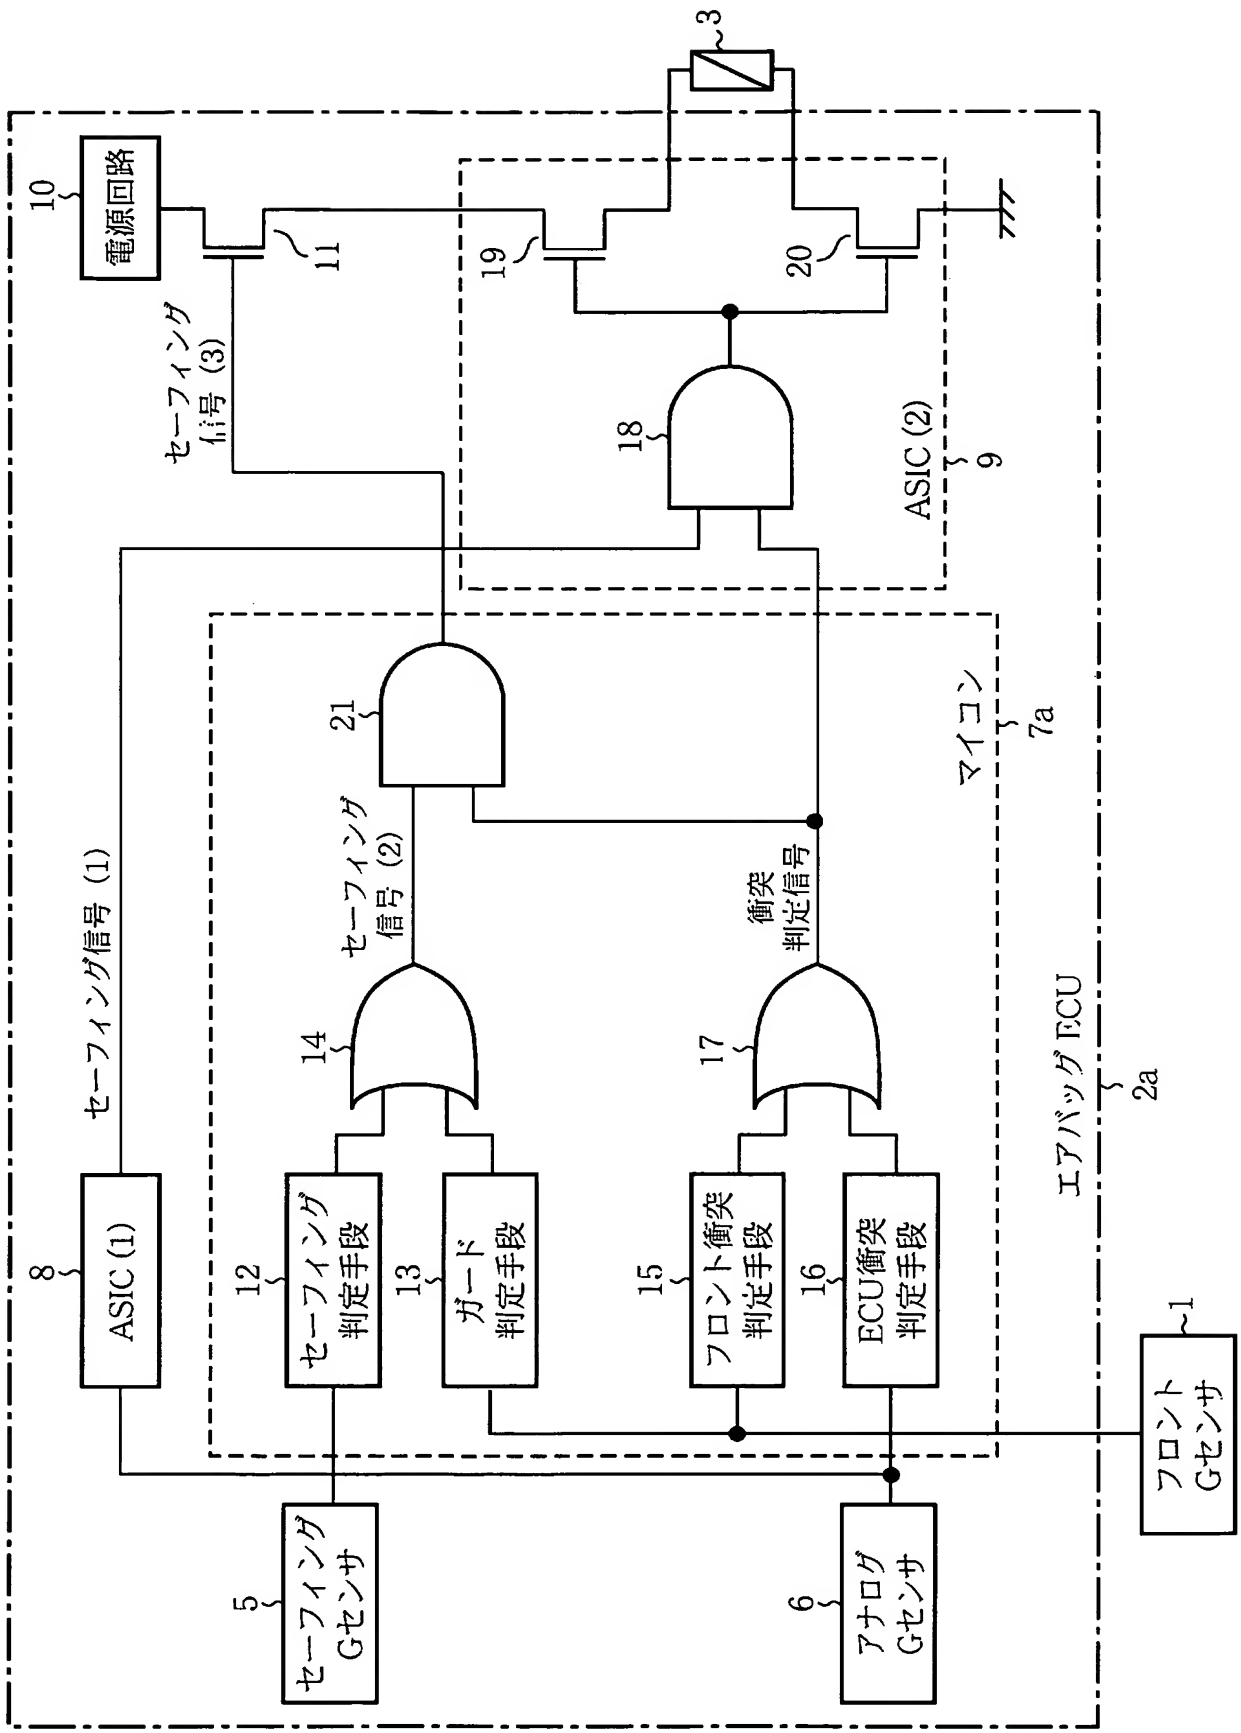 5
セーフィング
Gセンサ
6
アナログ
Gセンサ
フロント
Gセンサ
1
8
ASIC (1)
セーフィング信号 (1)
12
セーフィング
判定手段
13
ガード
判定手段
15
フロント衝突
判定手段
16
ECU衝突
判定手段
14
セーフィング
信号 (2)
17
衝突
判定信号
21
マイコン
7a
エアバッグ ECU
2a
10
電源回路
セーフィング
信号 (3)
11
18
19
20
ASIC (2)
9
3